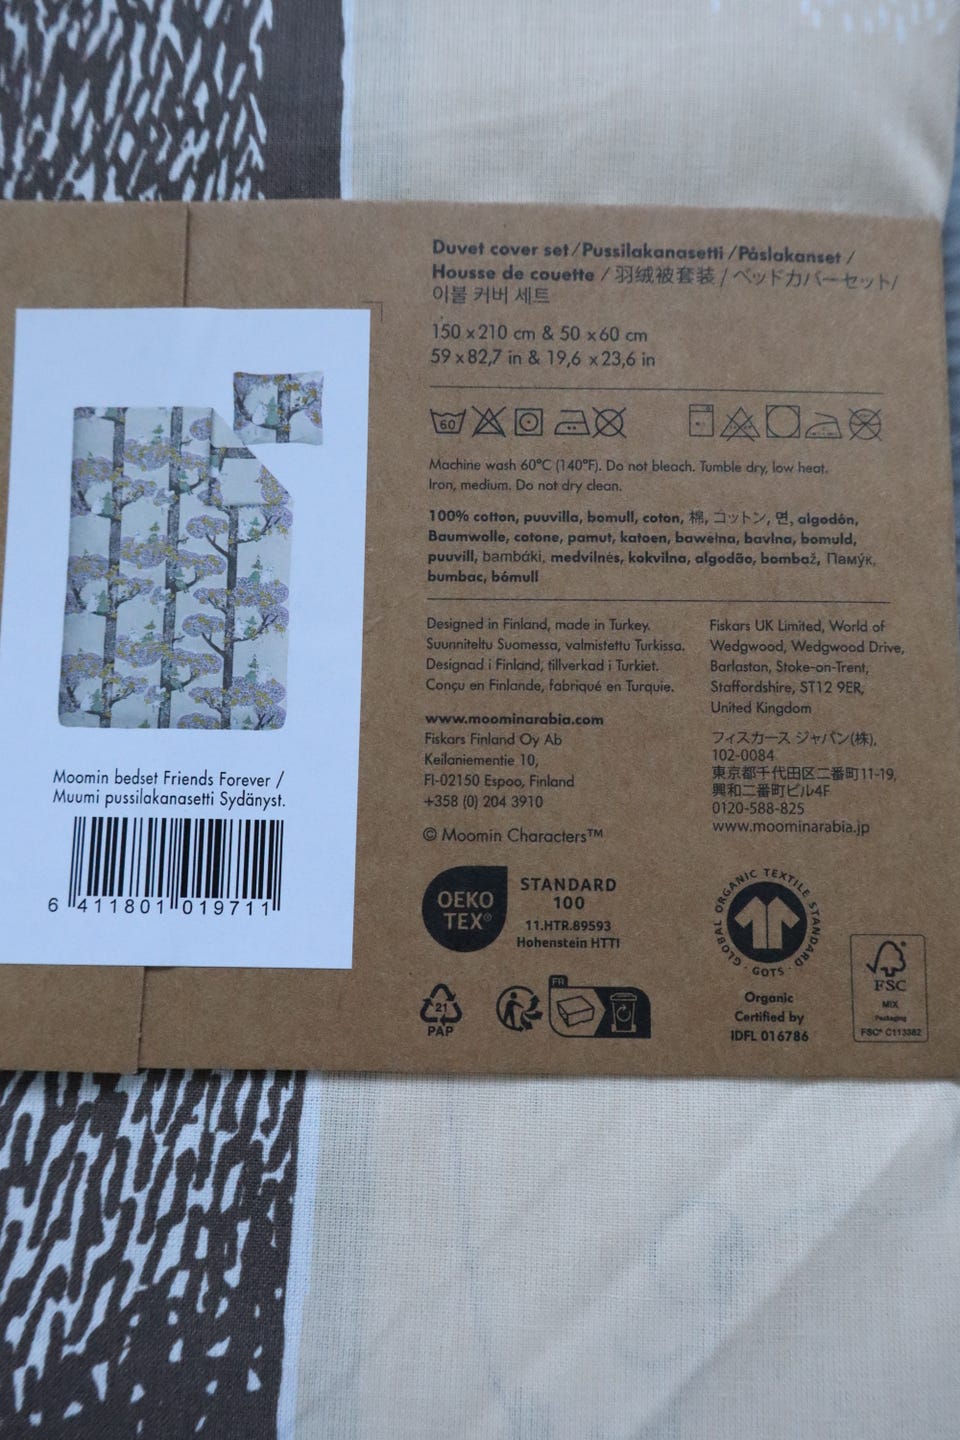 Duvet cover set/Pussilakanasetti/Påslakanset/
Housse de couette / 羽绒被套装 / ベッドカバーセット/
이불 커버 세트
150 x 210 cm & 50 x 60 cm
59 x 82,7 in & 19,6 x 23,6 in
60
Machine wash 60°C (140°F). Do not bleach. Tumble dry, low heat.
Iron, medium. Do not dry clean.
100% cotton, puuvilla, bomull, coton, 棉, コットン, 면, algodón,
Baumwolle, cotone, pamut, katoen, bawełna, bavlna, bomuld,
puuvill, bambáki, medvilnės, kokvilna, algodão, bombaž, Памýк,
bumbac, bómull
Designed in Finland, made in Turkey.
Suunniteltu Suomessa, valmistettu Turkissa.
Designad i Finland, tillverkad i Turkiet.
Conçu en Finlande, fabriqué en Turquie.
www.moominarabia.com
Fiskars Finland Oy Ab
Keilaniementie 10,
FI-02150 Espoo, Finland
+358 (0) 204 3910
© Moomin Characters™
Fiskars UK Limited, World of
Wedgwood, Wedgwood Drive,
Barlaston, Stoke-on-Trent,
Staffordshire, ST12 9ER,
United Kingdom
フィスカース ジャパン(株),
102-0084
東京都千代田区二番町11-19,
興和二番町ビル4F
0120-588-825
www.moominarabia.jp
Moomin bedset Friends Forever /
Muumi pussilakanasetti Sydänyst.
6 411801 019711
OEKO
TEX®
STANDARD
100
11.HTR.89593
Hohenstein HTTI
GLOBAL ORGANIC TEXTILE STANDARD
· GOTS ·
Organic
Certified by
IDFL 016786
21
PAP
FR
FSC
MIX
Packaging
FSC® C113382